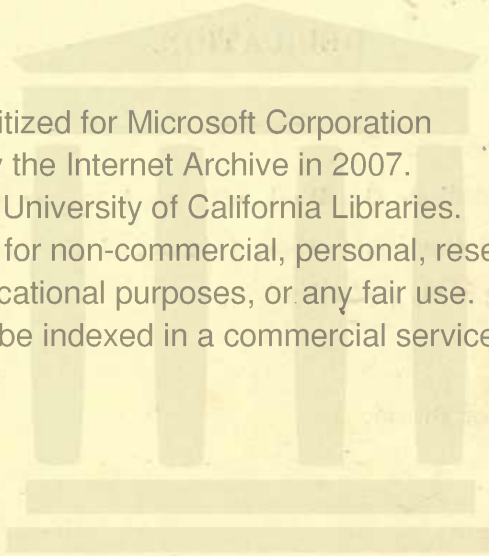 itized for Microsoft Corporation
the Internet Archive in 2007.
University of California Libraries.
for non-commercial, personal, rese
cational purposes, or any fair use.
be indexed in a commercial service